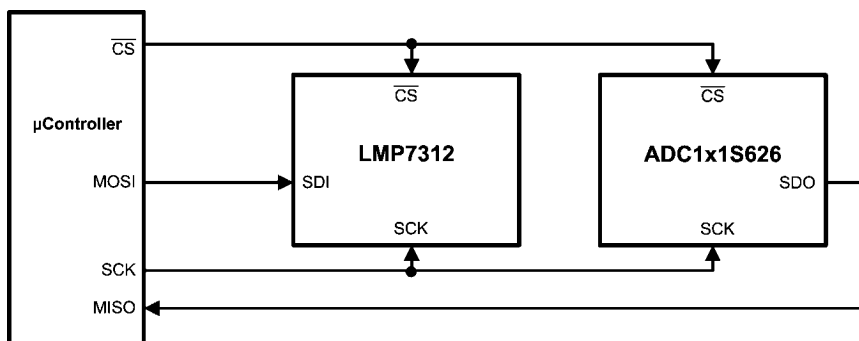 CS
CS
CS
µController
LMP7312
ADC1x1S626
MOSI
SDI
SDO
SCK
SCK
SCK
MISO